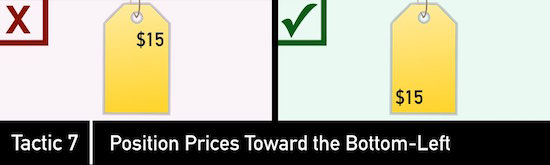 X
$15
✓
$15
Tactic 7
Position Prices Toward the Bottom-Left